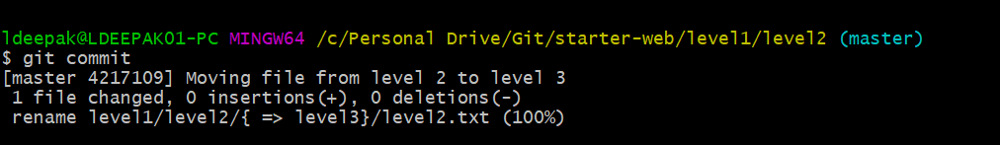 ldeepak@LDEEPAK01-PC MINGW64 /c/Personal Drive/Git/starter-web/level1/level2 (master)
$ git commit
[master 4217109] Moving file from level 2 to level 3
 1 file changed, 0 insertions(+), 0 deletions(-)
 rename level1/level2/{ => level3}/level2.txt (100%)